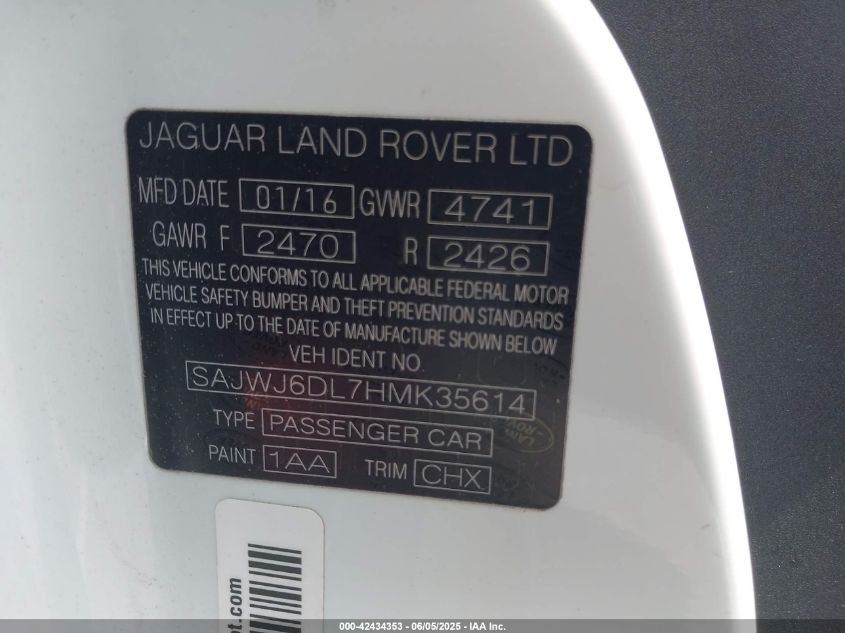 JAGUAR LAND ROVER LTD
MFD DATE 01/16 GVWR 4741
GAWR F 2470 R 2426
THIS VEHICLE CONFORMS TO ALL APPLICABLE FEDERAL MOTOR
VEHICLE SAFETY BUMPER AND THEFT PREVENTION STANDARDS
IN EFFECT UP TO THE DATE OF MANUFACTURE SHOWN BELOW
VEH IDENT NO
SAJWJ6DL7HMK35614
TYPE PASSENGER CAR
PAINT 1AA TRIM CHX
000-42434353 - 06/05/2025 - IAA Inc.